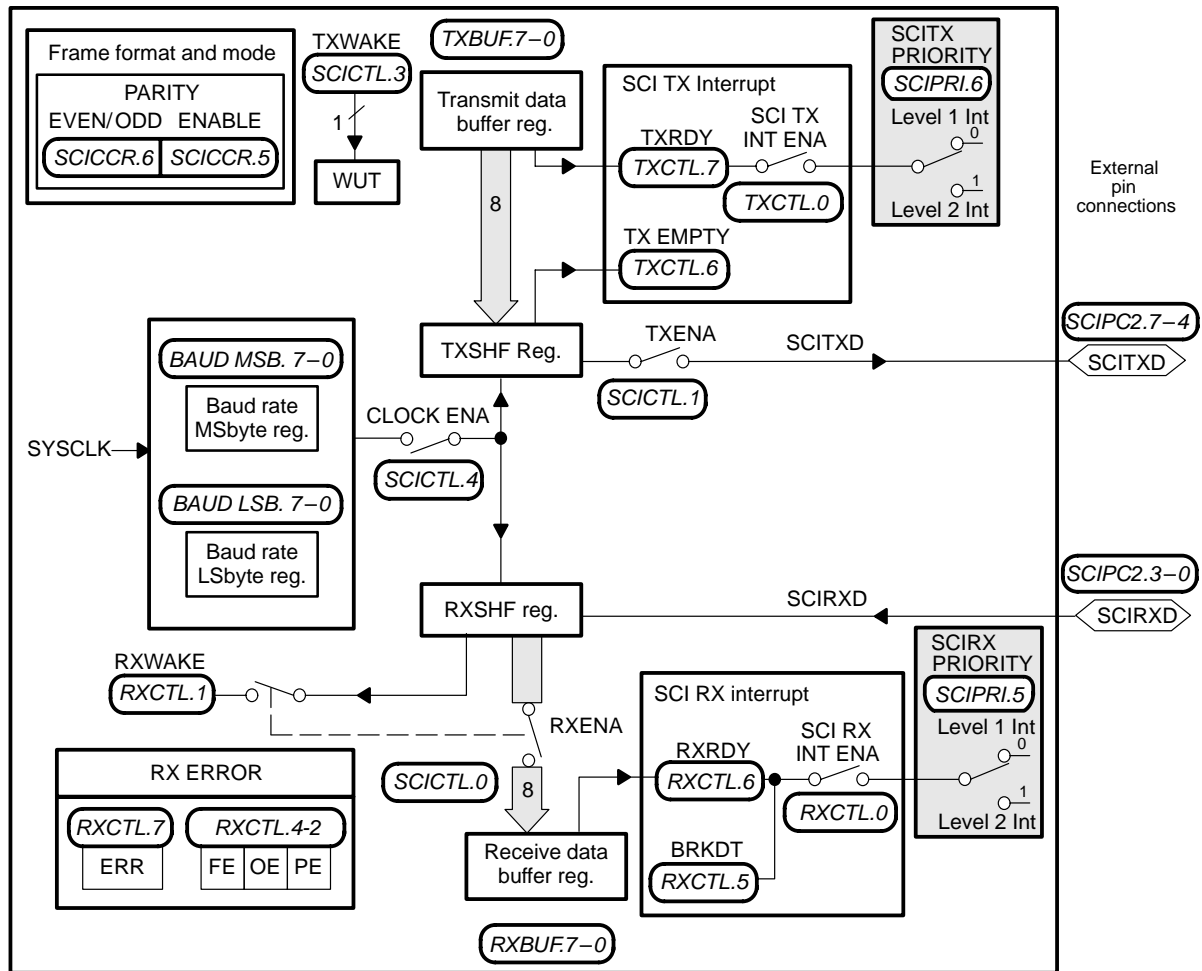 Frame format and mode
PARITY
EVEN/ODD ENABLE
SCICCR.6 SCICCR.5
TXWAKE
SCICTL.3
1
WUT
TXBUF.7–0
Transmit data
buffer reg.
8
SCI TX Interrupt
TXRDY
TXCTL.7
SCI TX
INT ENA
TXCTL.0
TX EMPTY
TXCTL.6
SCITX
PRIORITY
SCIPRI.6
Level 1 Int
0
1
Level 2 Int
External
pin
connections
BAUD MSB. 7–0
Baud rate
MSbyte reg.
SYSCLK
BAUD LSB. 7–0
Baud rate
LSbyte reg.
CLOCK ENA
SCICTL.4
TXSHF Reg.
TXENA
SCICTL.1
SCITXD
SCIPC2.7–4
SCITXD
RXSHF reg.
SCIRXD
SCIPC2.3–0
SCIRXD
RXWAKE
RXCTL.1
RXENA
SCICTL.0
8
RX ERROR
RXCTL.7 RXCTL.4-2
ERR FE OE PE
Receive data
buffer reg.
RXBUF.7–0
SCI RX interrupt
RXRDY
RXCTL.6
SCI RX
INT ENA
RXCTL.0
BRKDT
RXCTL.5
SCIRX
PRIORITY
SCIPRI.5
Level 1 Int
0
1
Level 2 Int